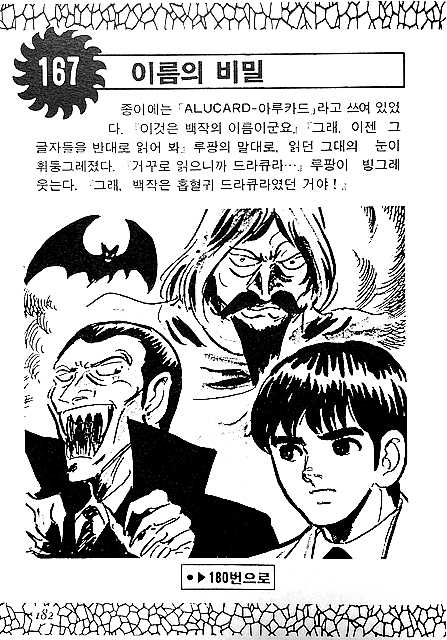 167
이름의 비밀
종이에는 「ALUCARD-아루카드」라고 쓰여 있었
다. 『이것은 백작의 이름이군요』『그래. 이젠 그
글자들을 반대로 읽어 봐』 루팡의 말대로, 읽던 그대의 눈이
휘둥그레졌다. 『거꾸로 읽으니까 드라큐라…』 루팡이 빙그레
웃는다. 『그래, 백작은 흡혈귀 드라큐라였던 거야!』
●▶180번으로
182